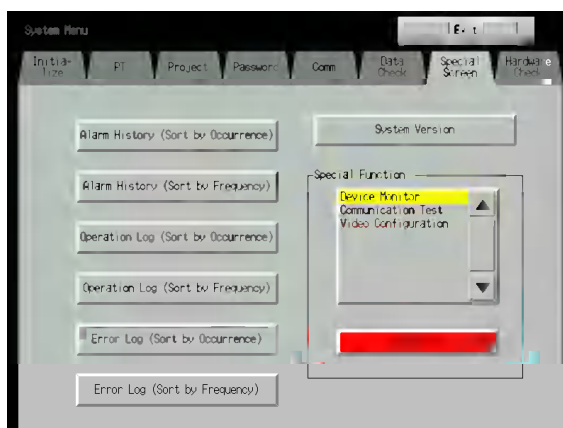 System Menu
Initia-
lize
PT
Project
Password
Comm
Data
Check
Special
Screen
Hardware
Check
Alarm History (Sort by Occurrence)
System Version
Alarm History (Sort by Frequency)
Special Function
Device Monitor
Communication Test
Video Configuration
Operation Log (Sort by Occurrence)
Operation Log (Sort by Frequency)
Error Log (Sort by Occurrence)
Error Log (Sort by Frequency)